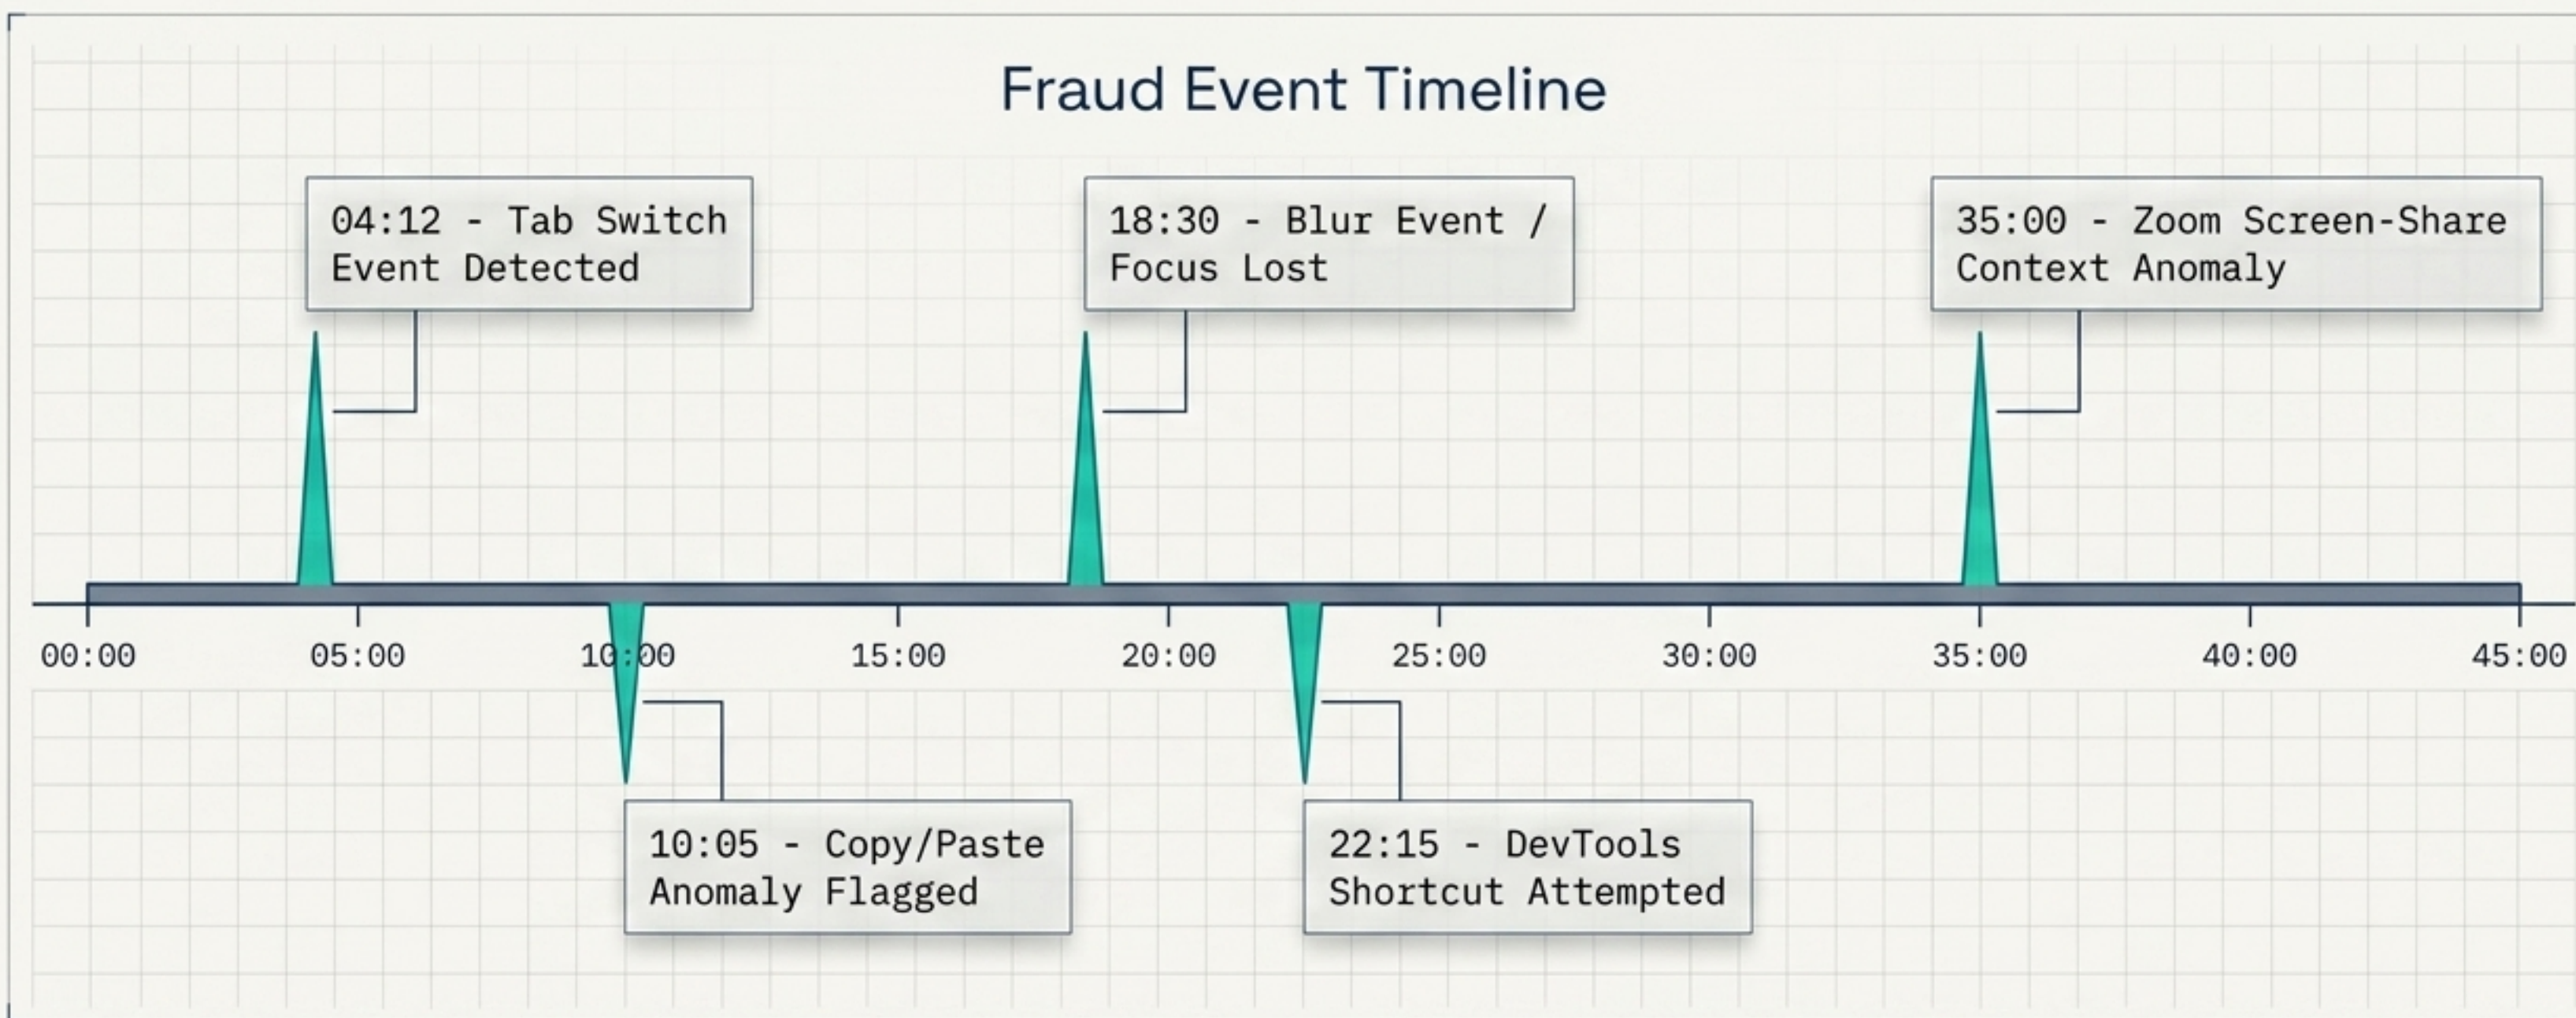 Fraud Event Timeline
04:12 - Tab Switch
Event Detected
18:30 - Blur Event /
Focus Lost
35:00 - Zoom Screen-Share
Context Anomaly
00:00
05:00
10:00
15:00
20:00
25:00
30:00
35:00
40:00
45:00
10:05 - Copy/Paste
Anomaly Flagged
22:15 - DevTools
Shortcut Attempted